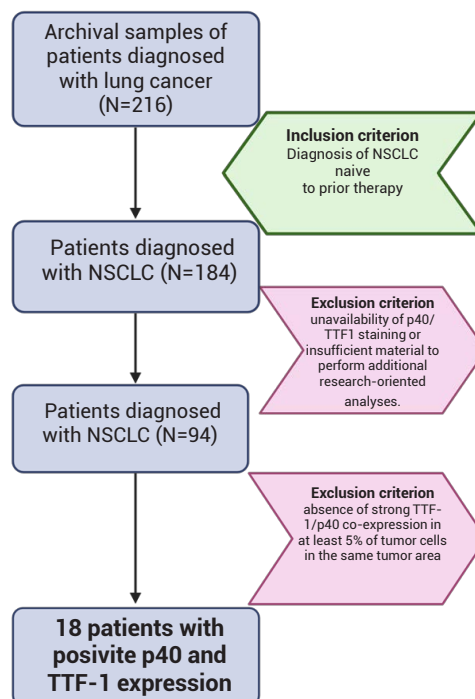 Archival samples of
patients diagnosed
with lung cancer
(N=216)
Inclusion criterion
Diagnosis of NSCLC
naive
to prior therapy
Patients diagnosed
with NSCLC (N=184)
Exclusion criterion
unavailability of p40/
TTF1 staining or
insufficient material to
perform additional
research-oriented
analyses.
Patients diagnosed
with NSCLC (N=94)
Exclusion criterion
absence of strong TTF-
1/p40 co-expression in
at least 5% of tumor cells
in the same tumor area
18 patients with
posivite p40 and
TTF-1 expression